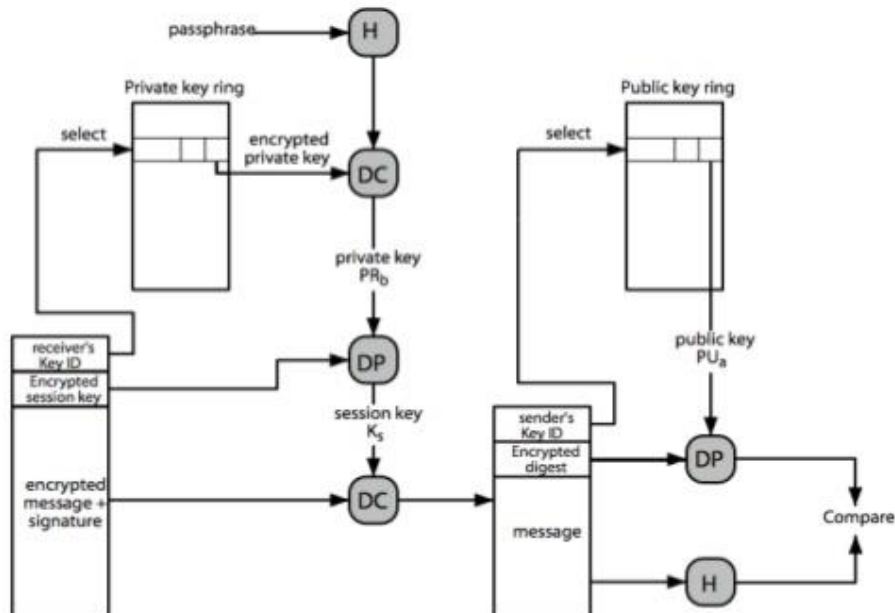 passphrase
H
Private key ring
Public key ring
select
encrypted
private key
select
DC
private key
PRb
receiver's
Key ID
DP
public key
PUa
Encrypted
session key
session key
Ks
sender's
Key ID
Encrypted
digest
DP
encrypted
message +
signature
DC
message
Compare
H